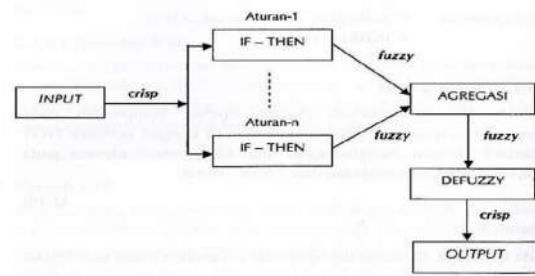 Aturan-1
IF – THEN
fuzzy
INPUT
crisp
AGREGASI
Aturan-n
IF – THEN
fuzzy
fuzzy
DEFUZZY
crisp
OUTPUT